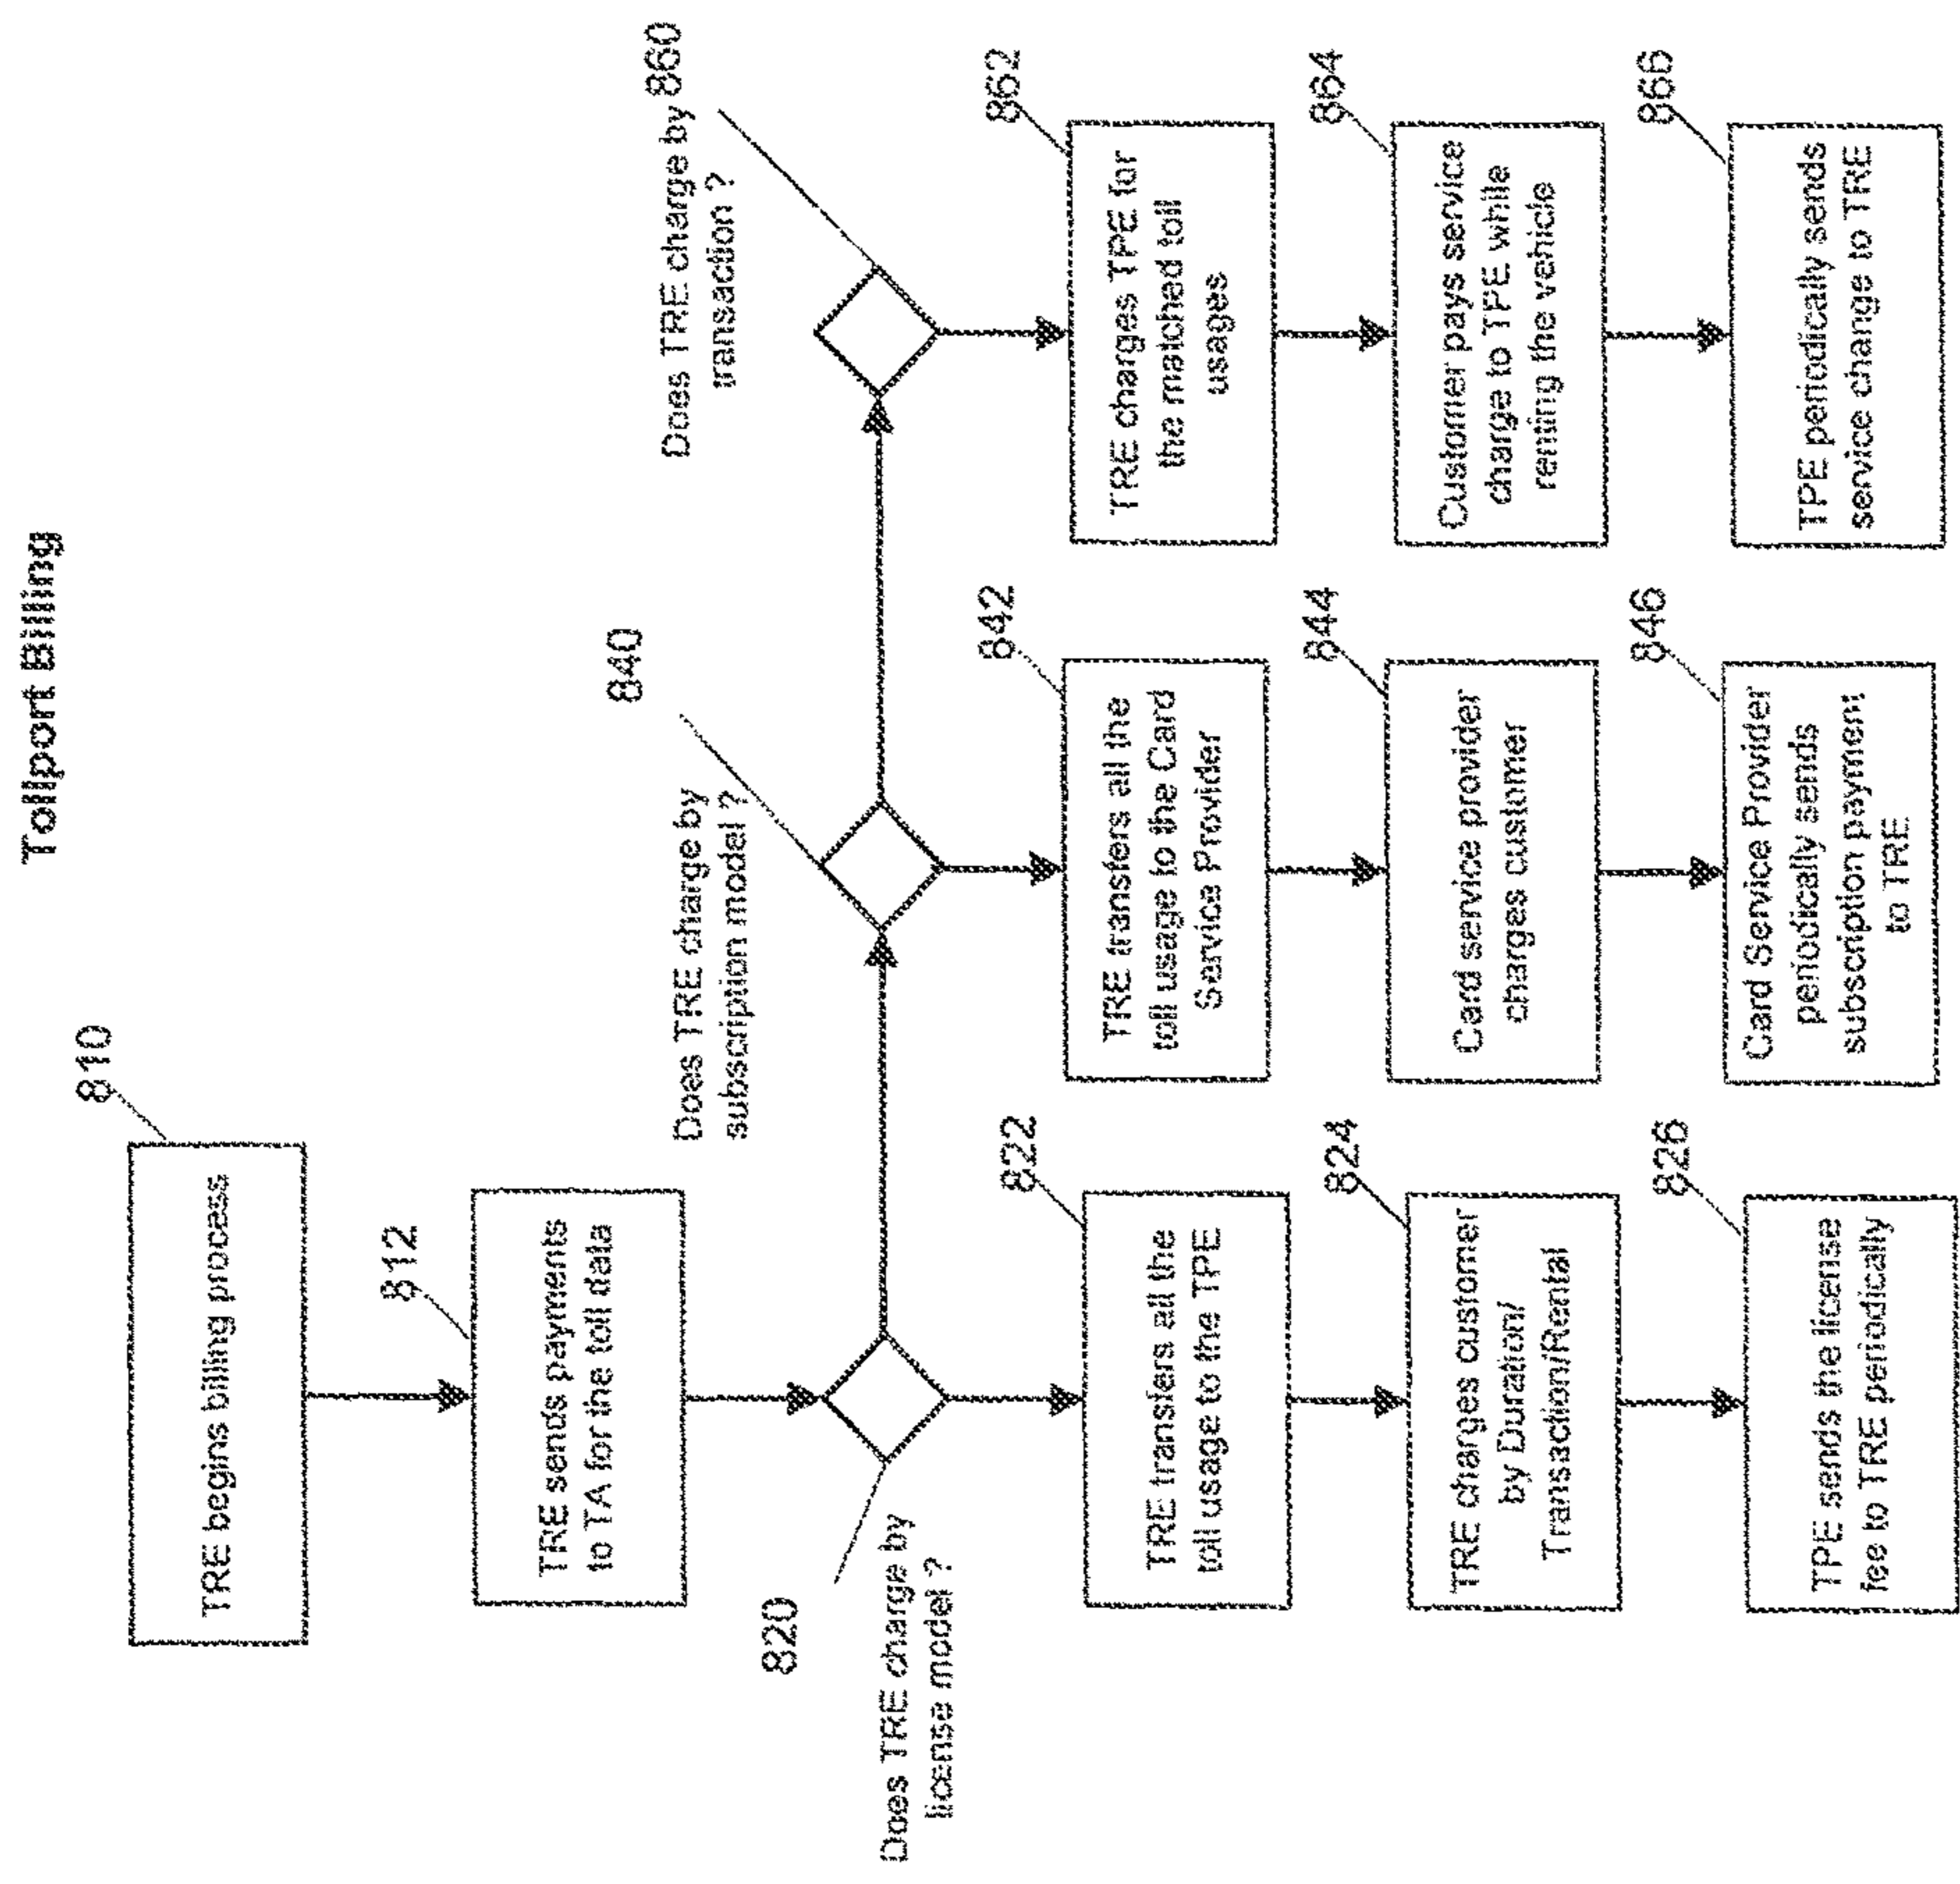 Tollport Billing
810
TRE begins billing process
812
TRE sends payments
to TA for the toll data
820
Does TRE charge by
license model ?
822
TRE transfers all the
toll usage to the TPE
824
TRE charges customer
by Duration/
Transaction/Rental
826
TPE sends the license
fee to TRE periodically
840
Does TRE charge by
subscription model ?
842
TRE transfers all the
toll usage to the Card
Service Provider
844
Card service provider
charges customer
846
Card Service Provider
periodically sends
subscription payment
to TRE
860
Does TRE charge by
transaction ?
862
TRE charges TPE for
the matched toll
usages
864
Customer pays service
charge to TPE while
renting the vehicle
866
TPE periodically sends
service change to TRE